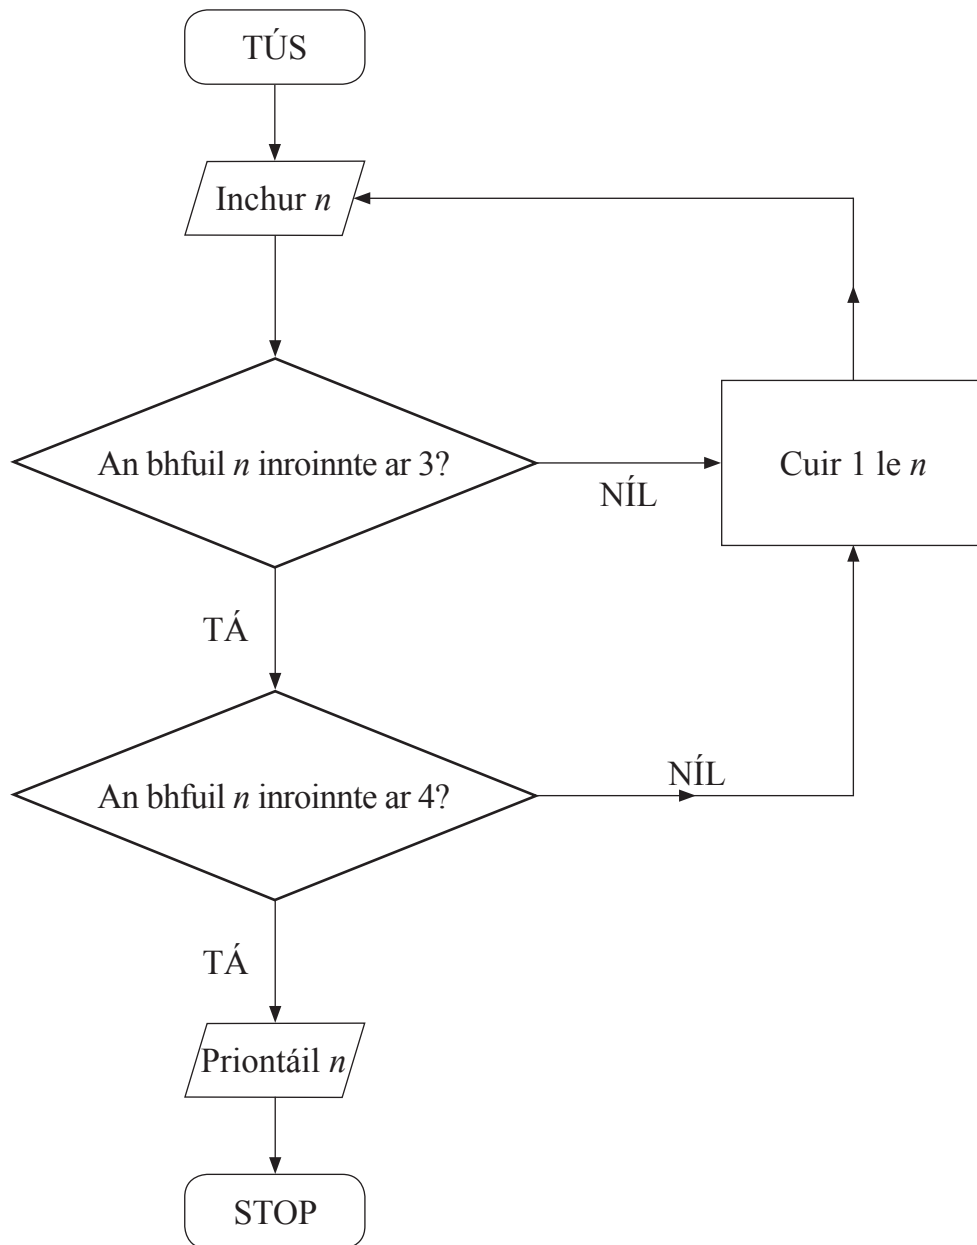 TÚS
Inchur n
An bhfuil n inroinnte ar 3?
NÍL
Cuir 1 le n
TÁ
An bhfuil n inroinnte ar 4?
NÍL
TÁ
Priontáil n
STOP